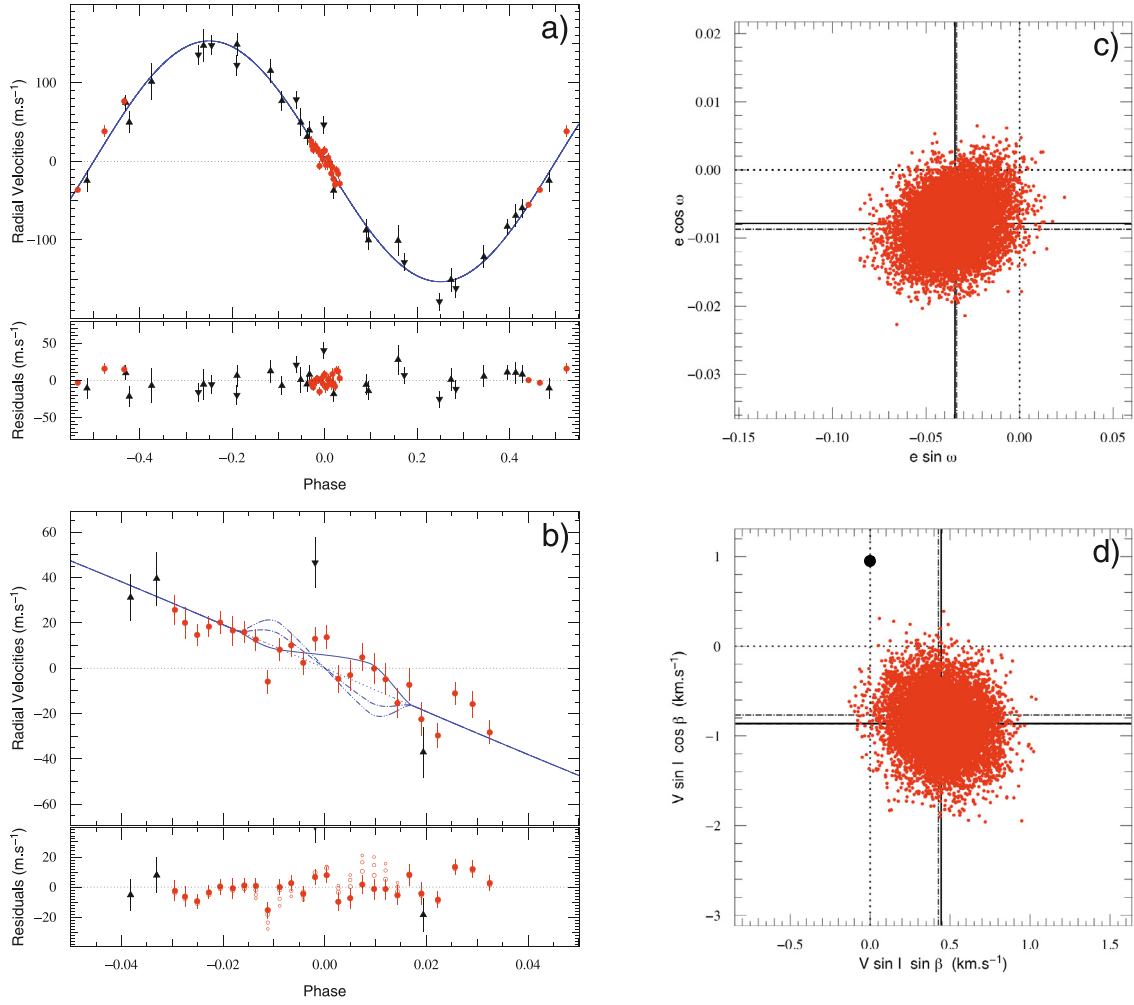 a)
Radial Velocities (m.s⁻¹)
100
0
−100
Residuals (m.s⁻¹)
50
0
−50
−0.4 −0.2 0.0 0.2 0.4
Phase
b)
Radial Velocities (m.s⁻¹)
60
40
20
0
−20
−40
−60
Residuals (m.s⁻¹)
20
0
−20
−0.04 −0.02 0.00 0.02 0.04
Phase
c)
e cos ω
0.02
0.01
0.00
−0.01
−0.02
−0.03
−0.15 −0.10 −0.05 0.00 0.05
e sin ω
d)
V sin I cos β (km.s⁻¹)
1
0
−1
−2
−3
−0.5 0.0 0.5 1.0 1.5
V sin I sin β (km.s⁻¹)